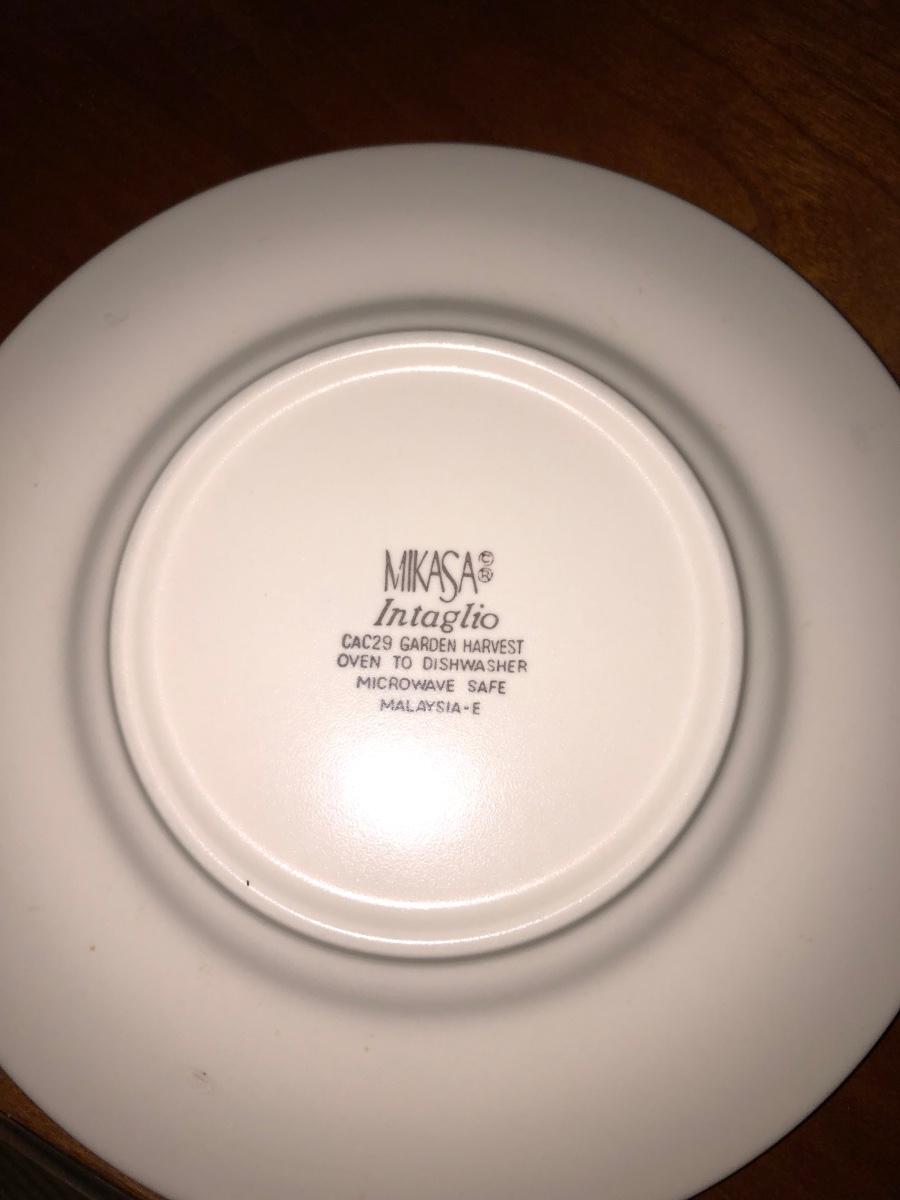 MIKASA © ®
Intaglio
CAC29 GARDEN HARVEST
OVEN TO DISHWASHER
MICROWAVE SAFE
MALAYSIA-E